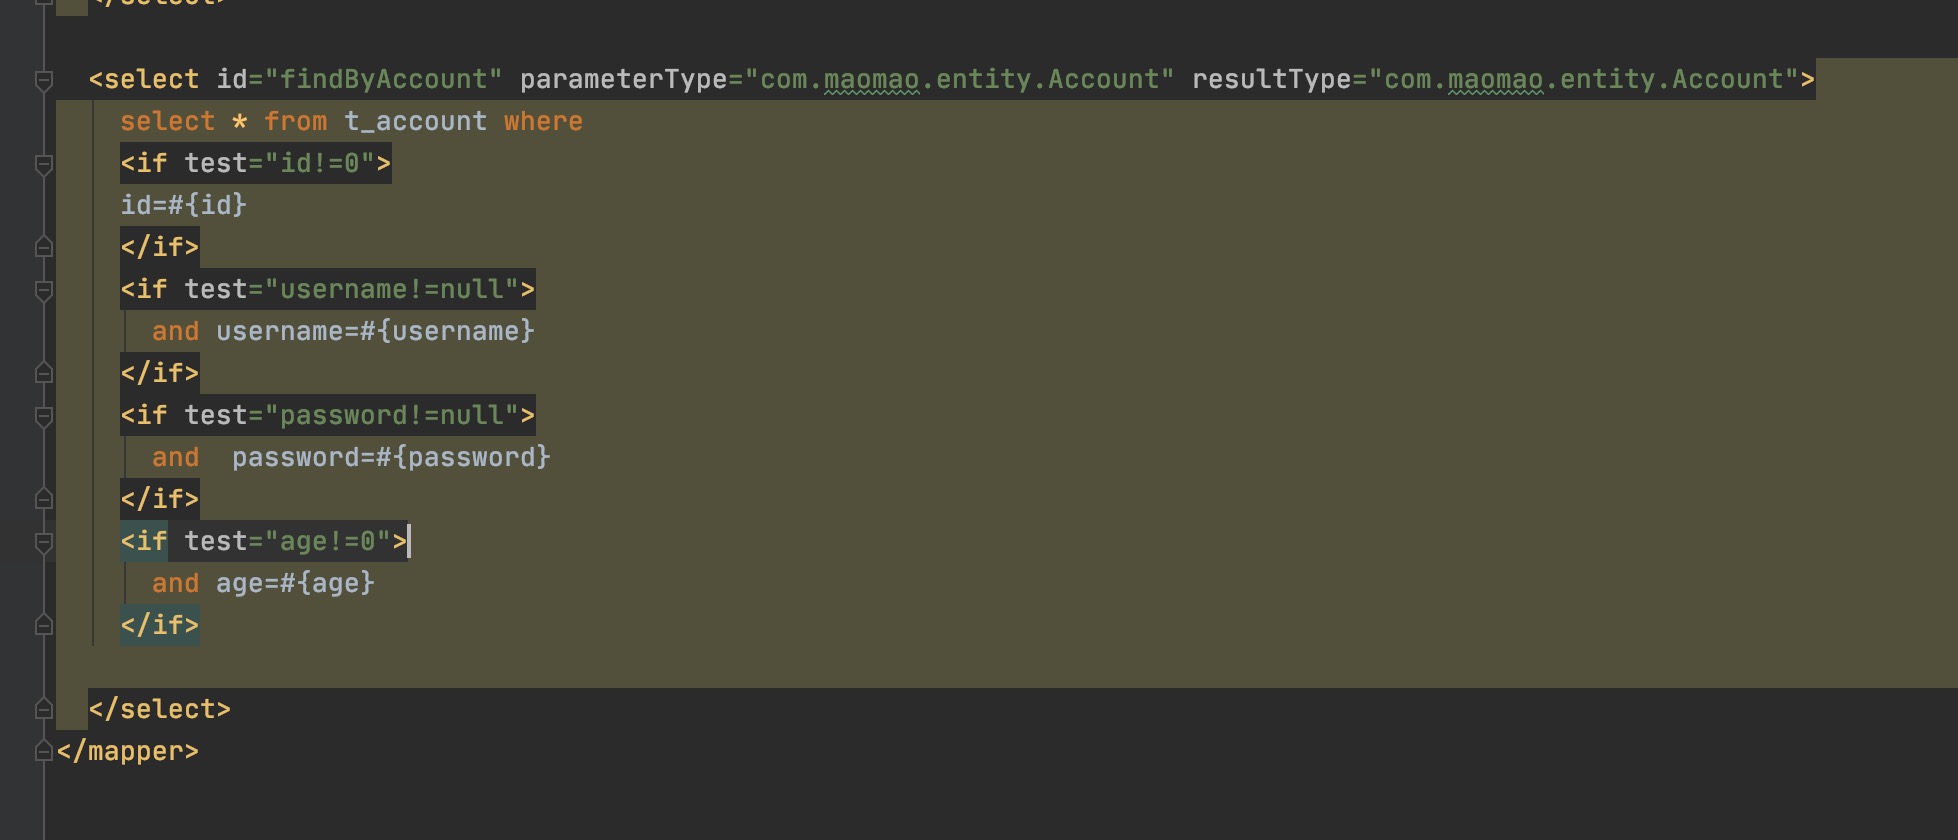 </select>
<select id="findByAccount" parameterType="com.maomao.entity.Account" resultType="com.maomao.entity.Account">
select * from t_account where
<if test="id!=0">
id=#{id}
</if>
<if test="username!=null">
and username=#{username}
</if>
<if test="password!=null">
and  password=#{password}
</if>
<if test="age!=0">
and age=#{age}
</if>
</select>
</mapper>